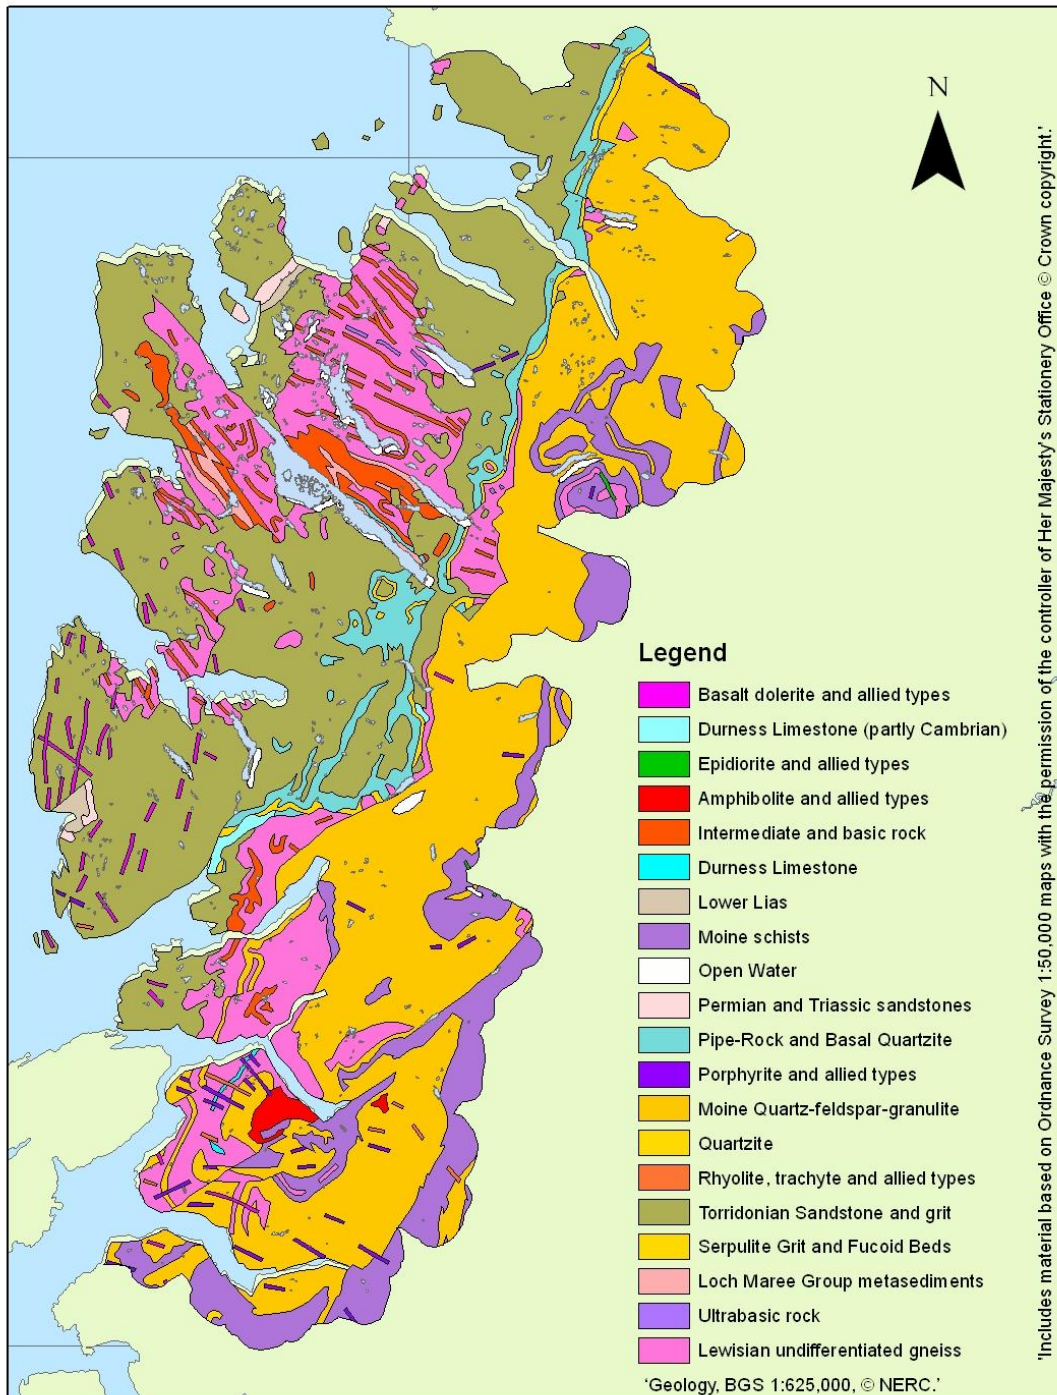 N
Legend
Basalt dolerite and allied types
Durness Limestone (partly Cambrian)
Epidiorite and allied types
Amphibolite and allied types
Intermediate and basic rock
Durness Limestone
Lower Lias
Moine schists
Open Water
Permian and Triassic sandstones
Pipe-Rock and Basal Quartzite
Porphyrite and allied types
Moine Quartz-feldspar-granulite
Quartzite
Rhyolite, trachyte and allied types
Torridonian Sandstone and grit
Serpulite Grit and Fucoid Beds
Loch Maree Group metasediments
Ultrabasic rock
Lewisian undifferentiated gneiss
'Geology, BGS 1:625,000, © NERC.'
'Includes material based on Ordnance Survey 1:50,000 maps with the permission of the controller of Her Majesty's Stationery Office © Crown copyright.'